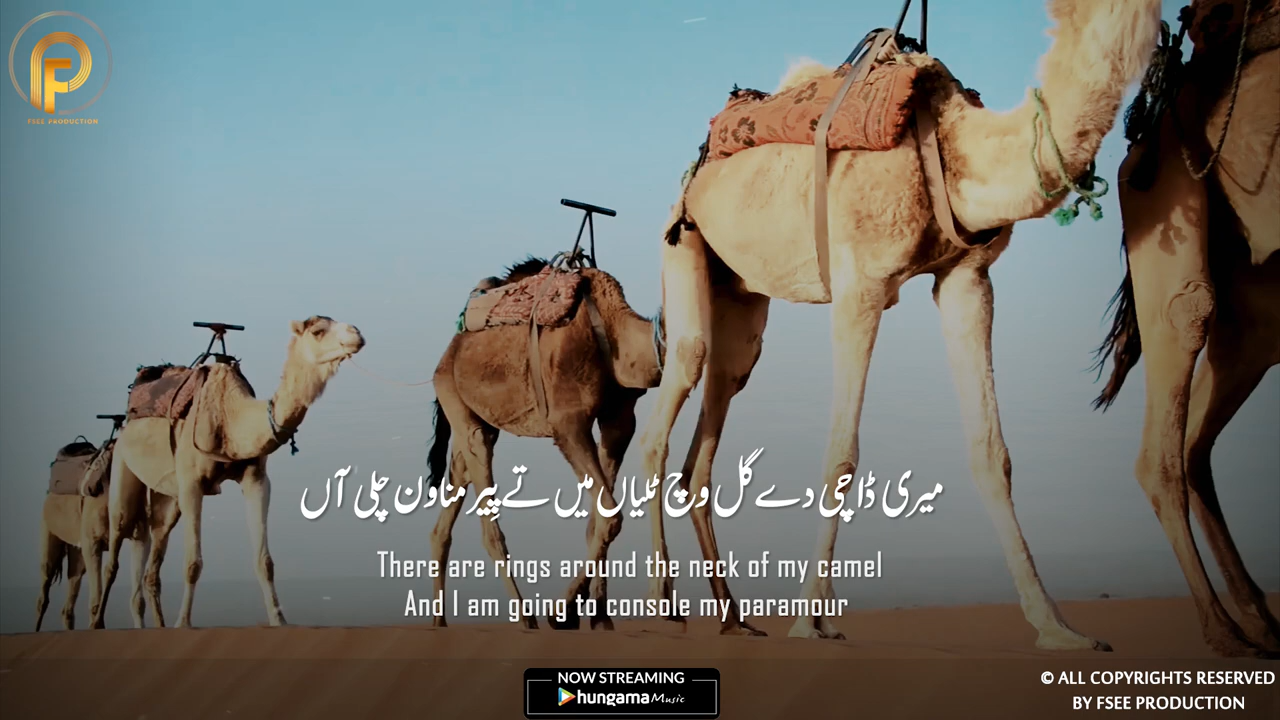 FSEE PRODUCTION
میری ڈاچی دے گل وچ ٹلیاں میں تے پِیر مناون چلی آں
There are rings around the neck of my camel
And I am going to console my paramour
NOW STREAMING
hungama Music
© ALL COPYRIGHTS RESERVED
BY FSEE PRODUCTION